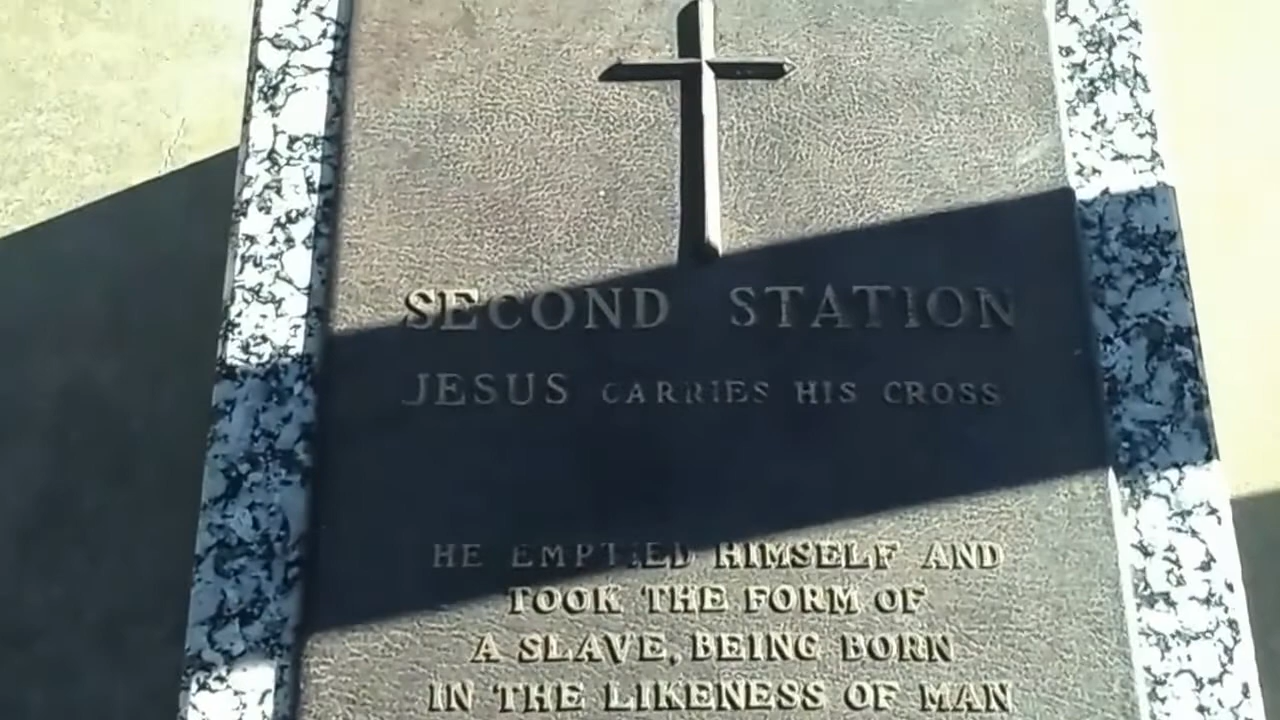 SECOND STATION
JESUS CARRIES HIS CROSS
HE EMPTIED HIMSELF AND
TOOK THE FORM OF
A SLAVE, BEING BORN
IN THE LIKENESS OF MAN